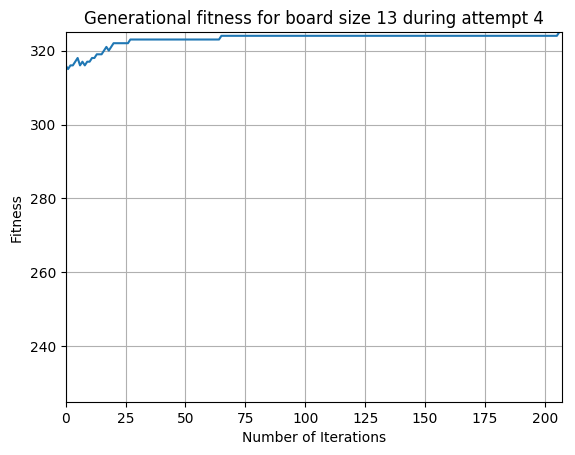 Generational fitness for board size 13 during attempt 4
320
300
280
260
240
Fitness
0 25 50 75 100 125 150 175 200
Number of Iterations